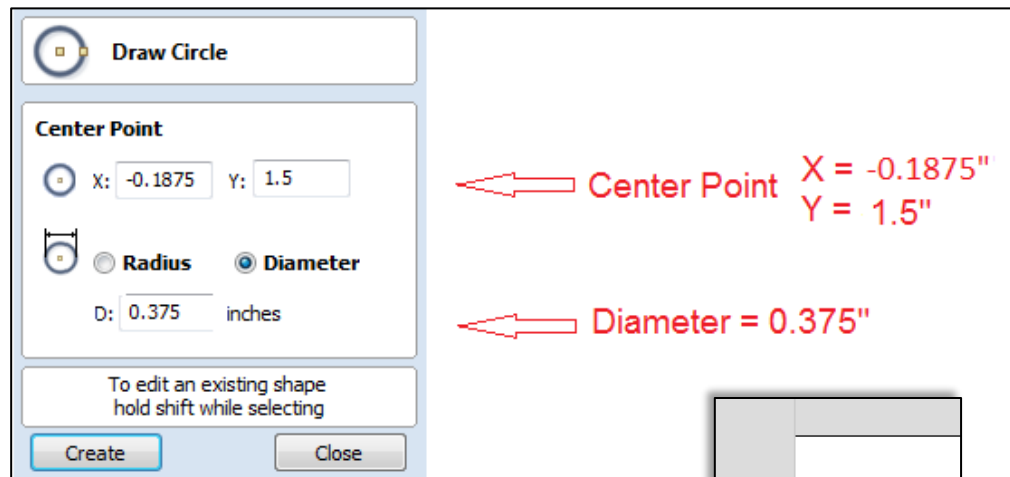 Draw Circle
Center Point
X: -0.1875 Y: 1.5
Radius Diameter
D: 0.375 inches
To edit an existing shape
hold shift while selecting
Create Close
Center Point
X = -0.1875"
Y = 1.5"
Diameter = 0.375"